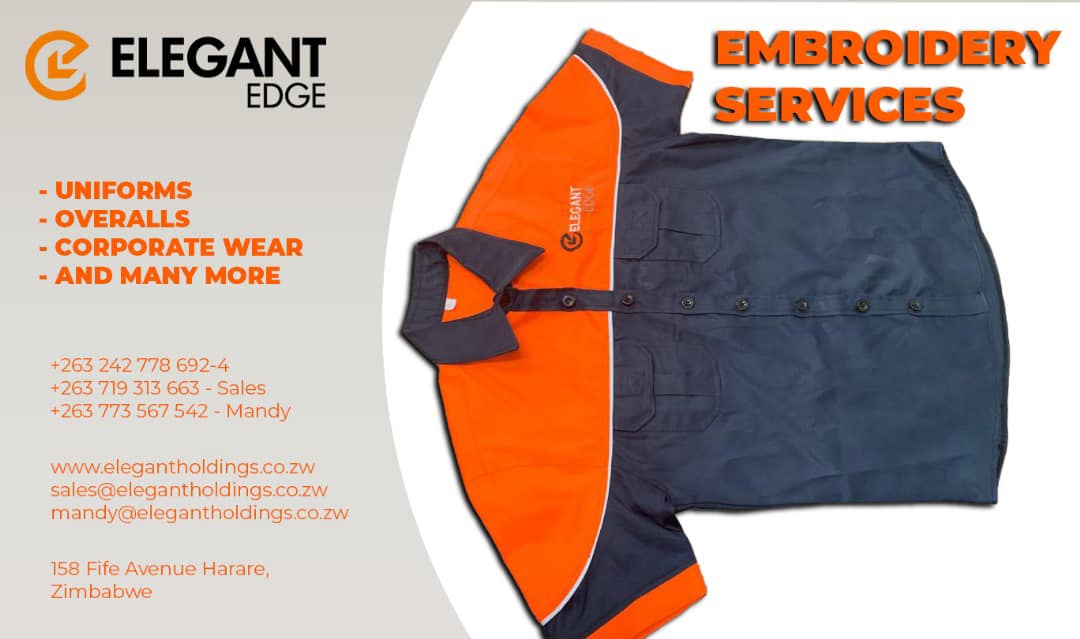 ELEGANT
EDGE
EMBROIDERY
SERVICES
- UNIFORMS
- OVERALLS
- CORPORATE WEAR
- AND MANY MORE
ELEGANT
EDGE
+263 242 778 692-4
+263 719 313 663 - Sales
+263 773 567 542 - Mandy
www.elegantholdings.co.zw
sales@elegantholdings.co.zw
mandy@elegantholdings.co.zw
158 Fife Avenue Harare,
Zimbabwe